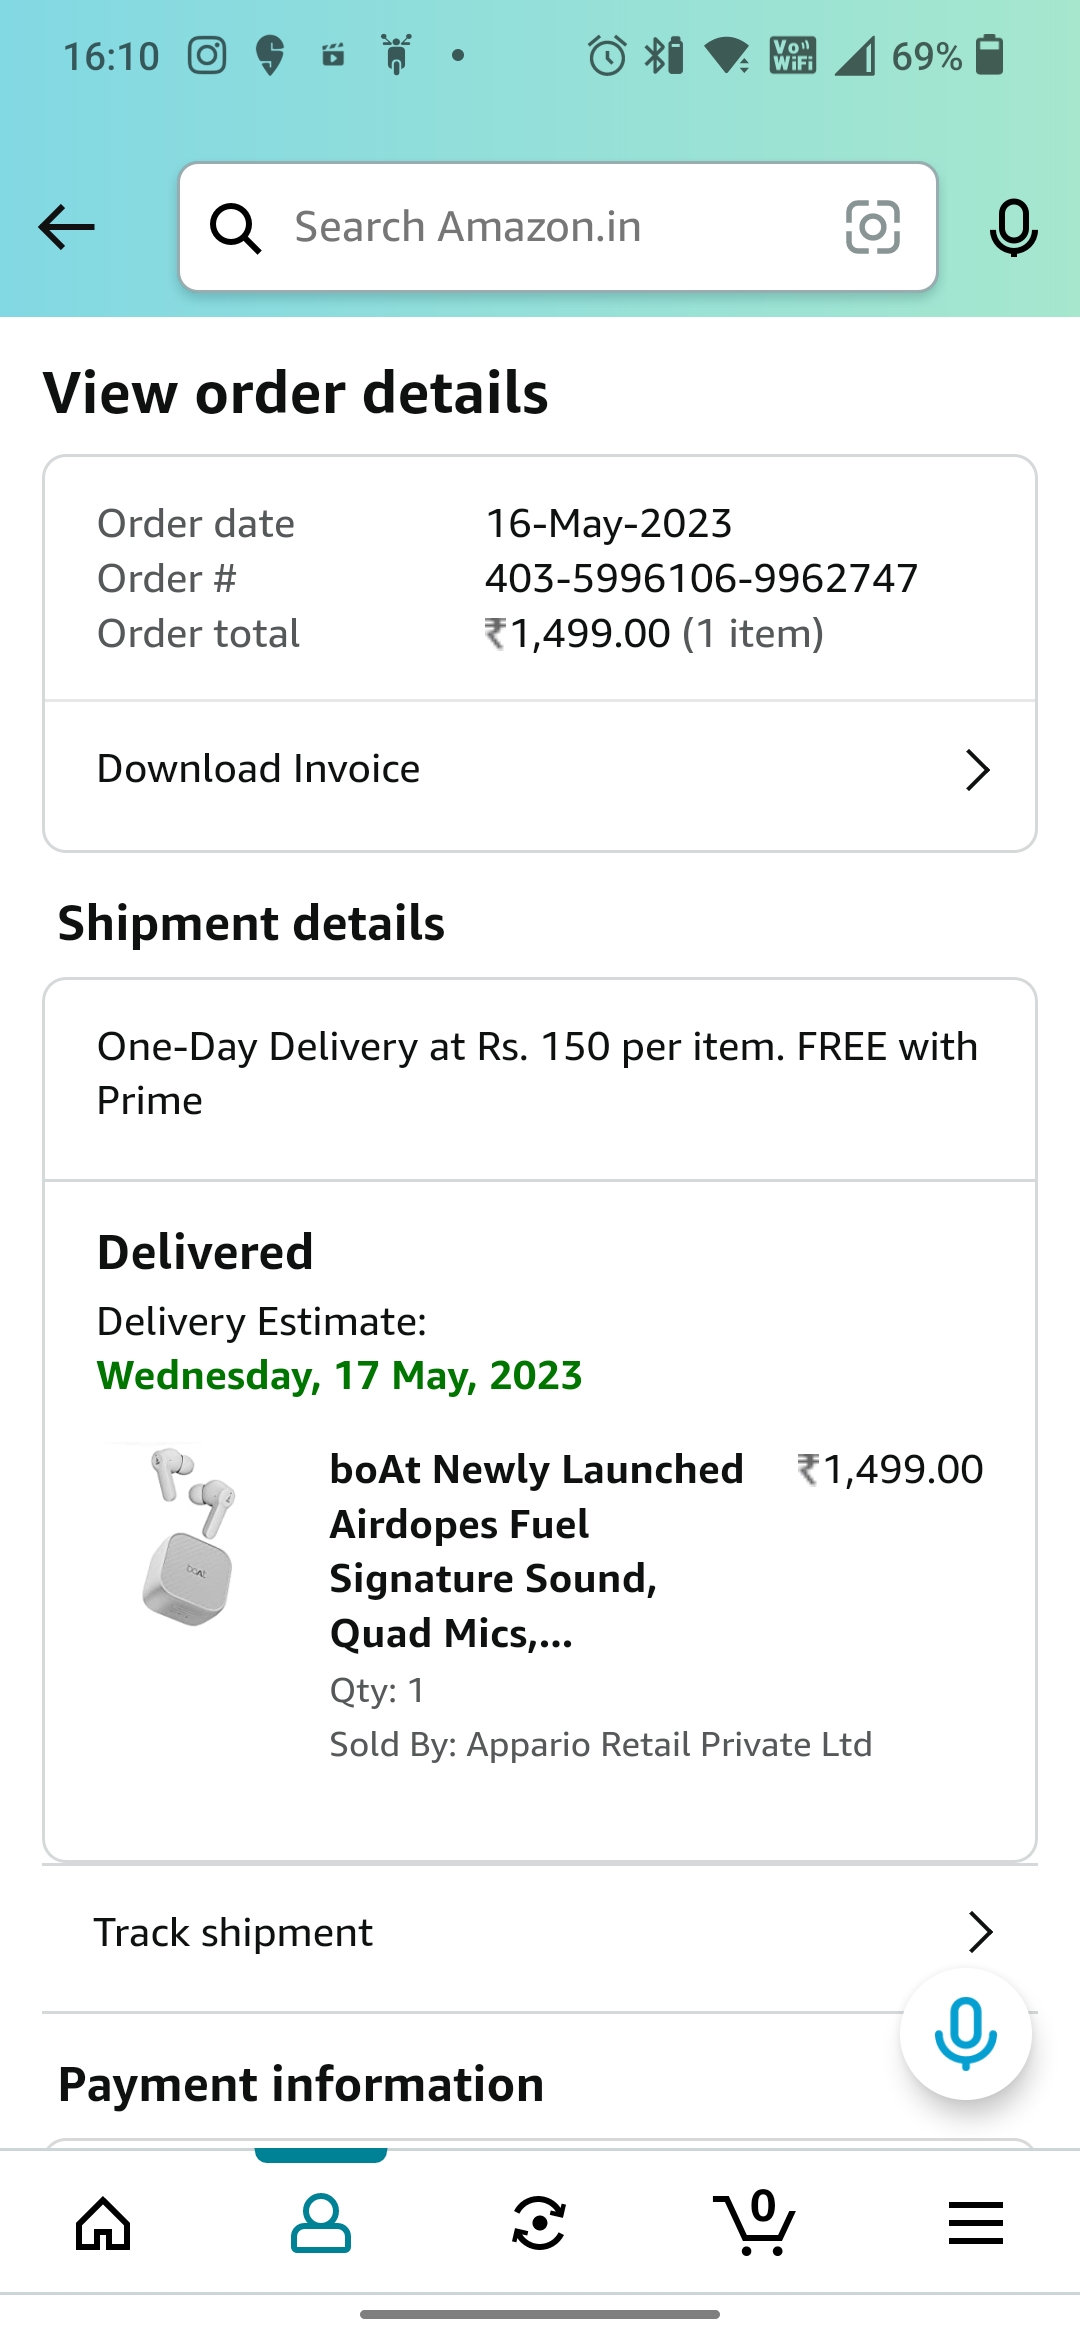 16:10
Vo WiFi 69%
Search Amazon.in
View order details
Order date 16-May-2023
Order # 403-5996106-9962747
Order total ₹1,499.00 (1 item)
Download Invoice
Shipment details
One-Day Delivery at Rs. 150 per item. FREE with
Prime
Delivered
Delivery Estimate:
Wednesday, 17 May, 2023
boAt Newly Launched ₹1,499.00
Airdopes Fuel
Signature Sound,
Quad Mics,...
boAt
Qty: 1
Sold By: Appario Retail Private Ltd
Track shipment
Payment information
0